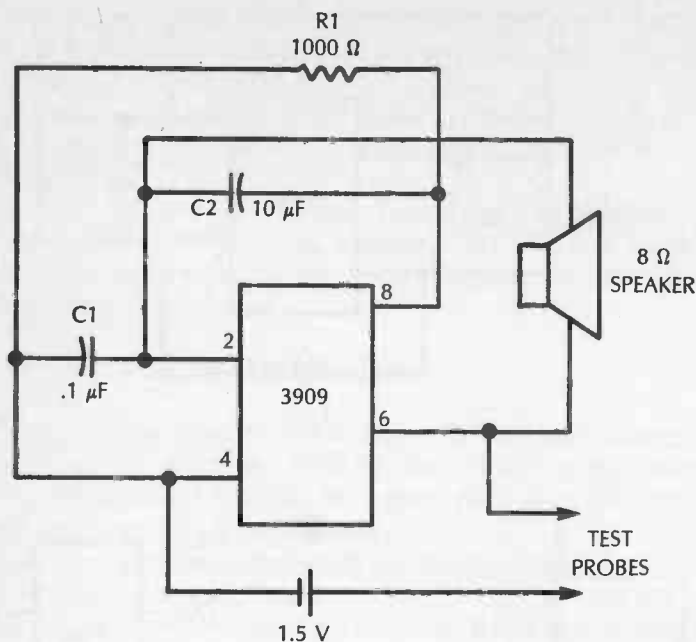 R1
1000 Ω
C2
10 μF
8 Ω
SPEAKER
C1
.1 μF
2
8
3909
4
6
TEST
PROBES
1.5 V